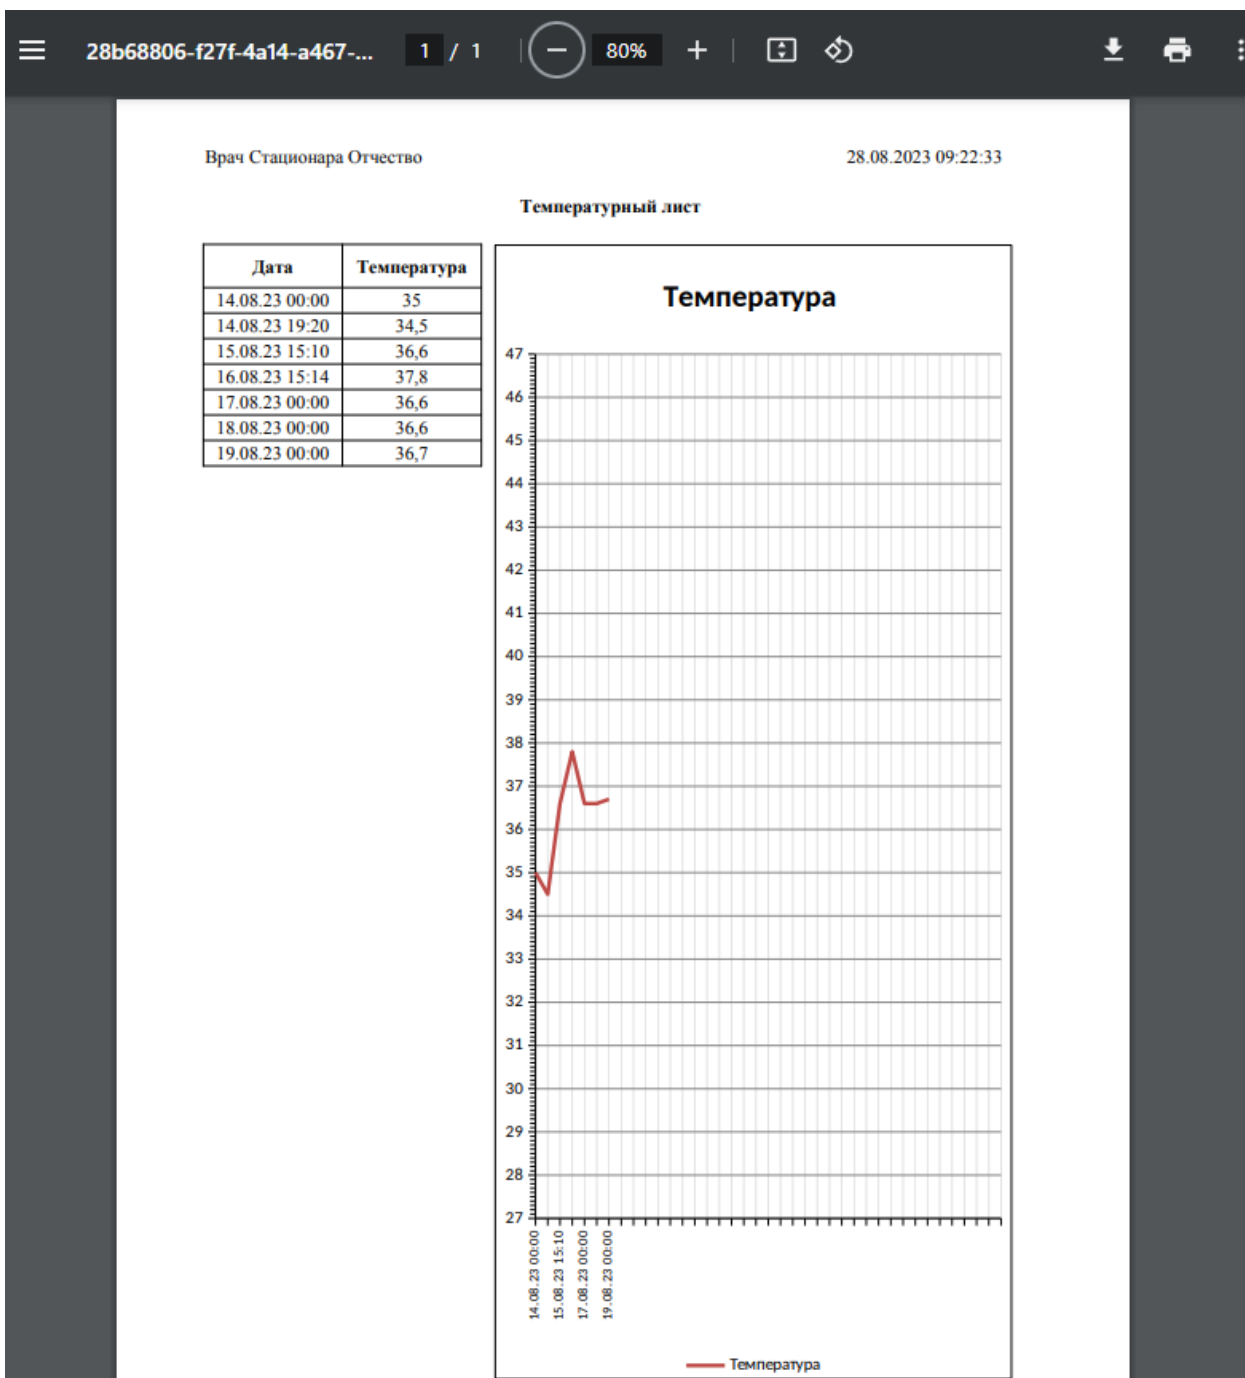 28b68806-f27f-4a14-a467-... 1 / 1 80%
Врач Стационара Отчество 28.08.2023 09:22:33
Температурный лист
Дата Температура
14.08.23 00:00 35
14.08.23 19:20 34,5
15.08.23 15:10 36,6
16.08.23 15:14 37,8
17.08.23 00:00 36,6
18.08.23 00:00 36,6
19.08.23 00:00 36,7
Температура
47
46
45
44
43
42
41
40
39
38
37
36
35
34
33
32
31
30
29
28
27
14.08.23 00:00
15.08.23 15:10
17.08.23 00:00
19.08.23 00:00
Температура